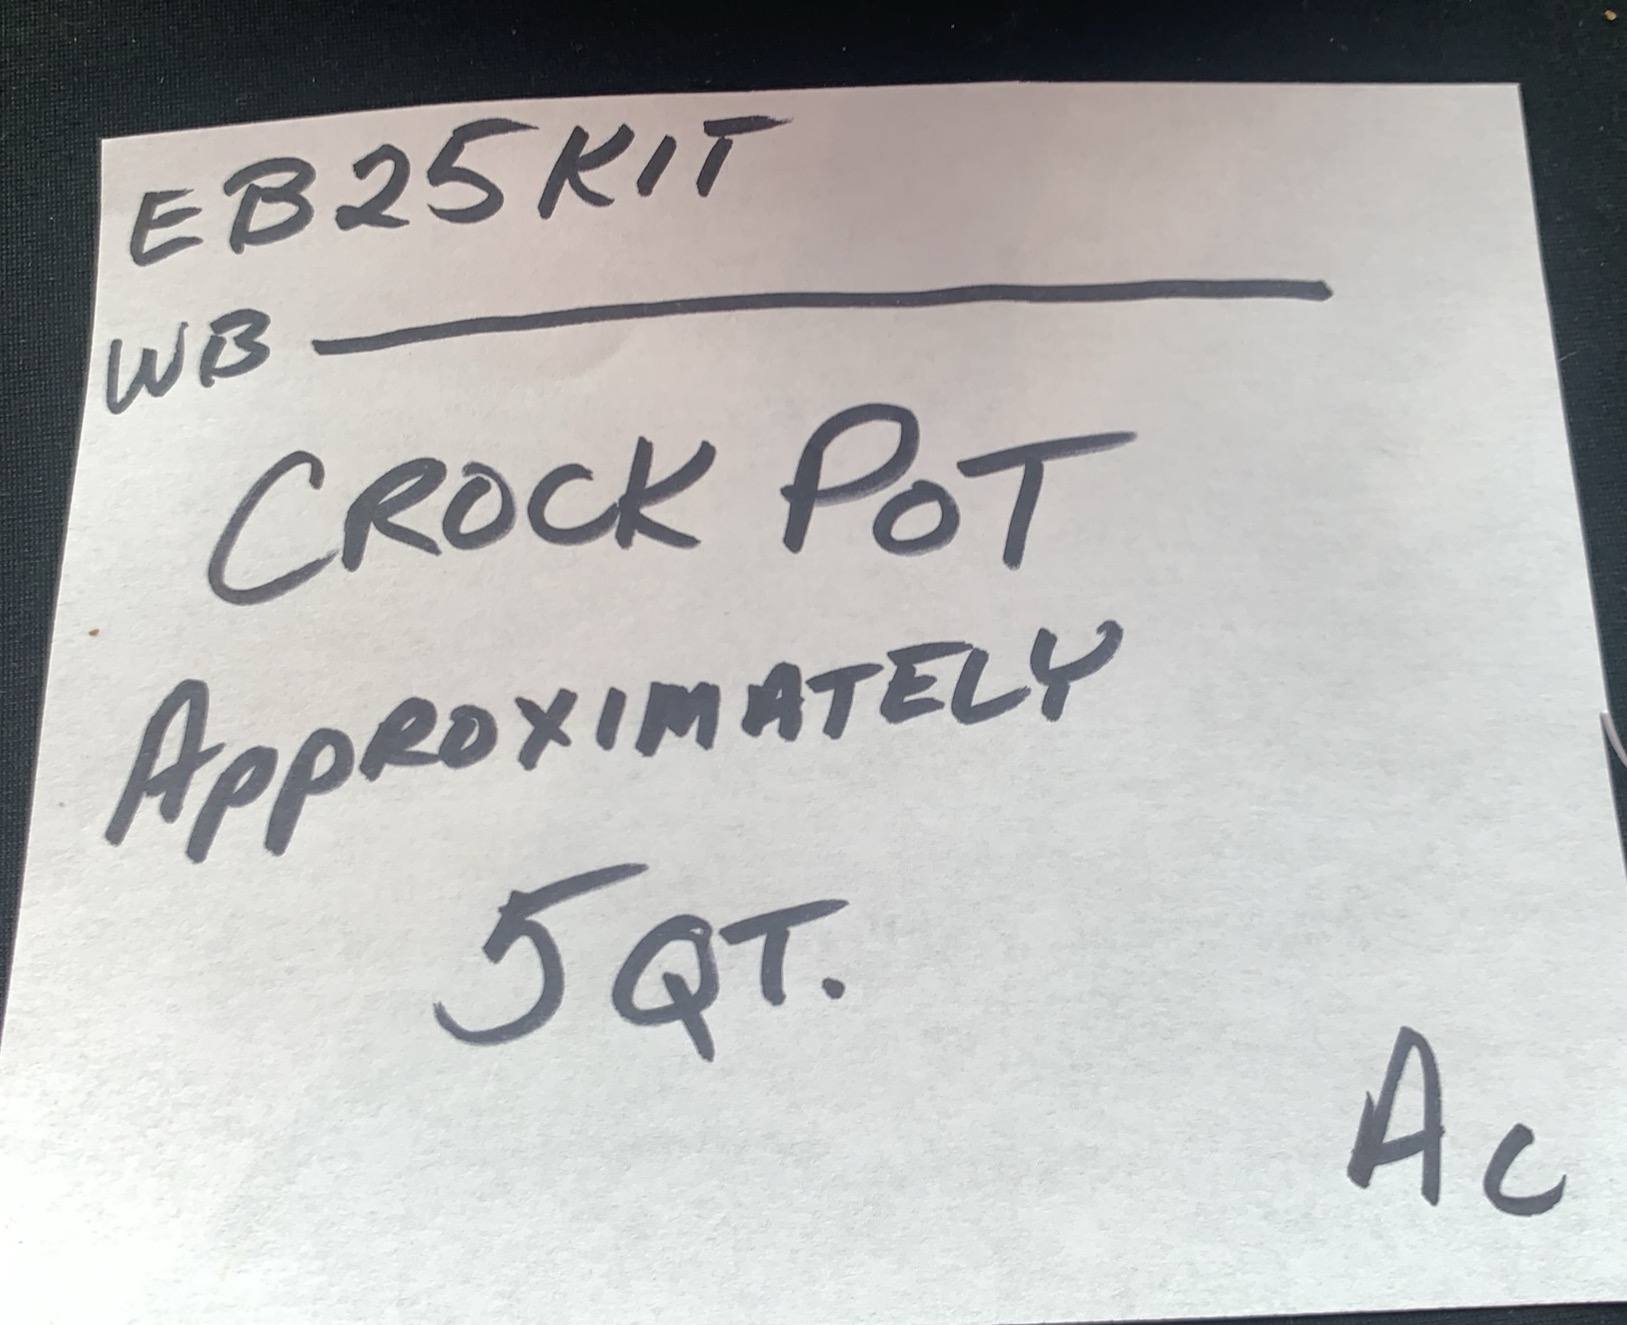 EB25KIT
WB
CROCK POT
APPROXIMATELY
5 QT.
AC